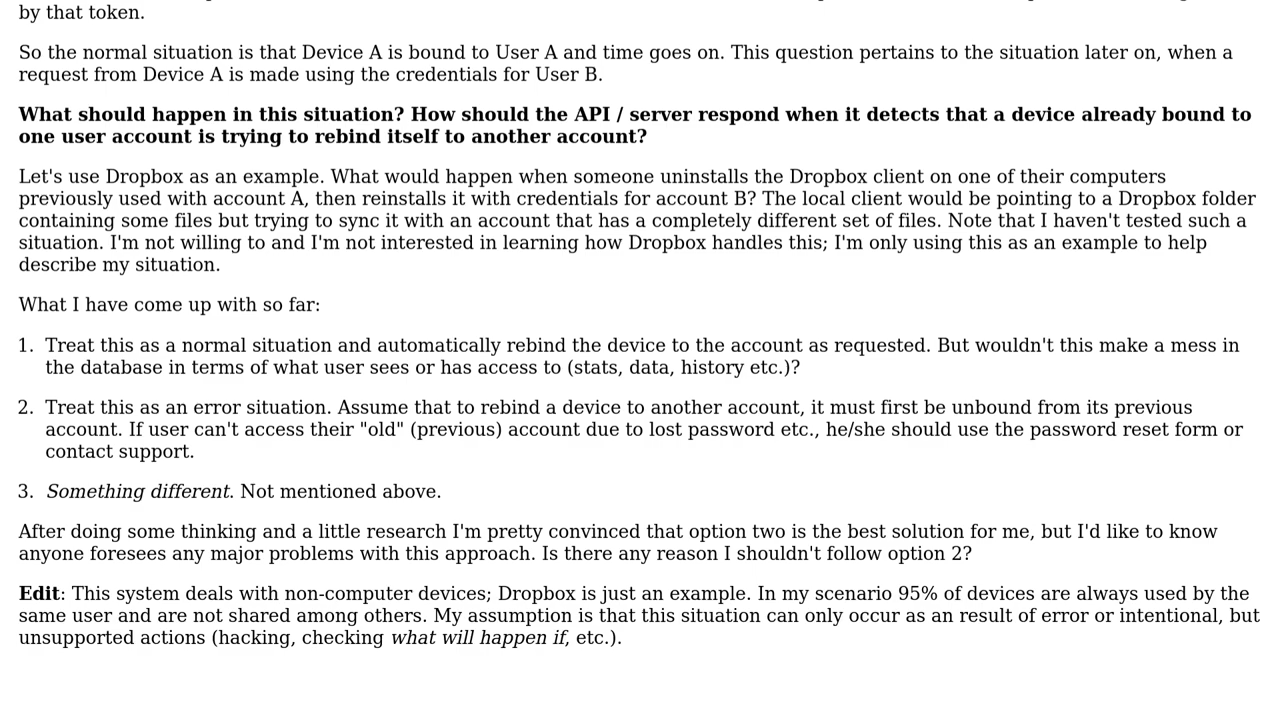 by that token.
So the normal situation is that Device A is bound to User A and time goes on. This question pertains to the situation later on, when a
request from Device A is made using the credentials for User B.
What should happen in this situation? How should the API / server respond when it detects that a device already bound to
one user account is trying to rebind itself to another account?
Let's use Dropbox as an example. What would happen when someone uninstalls the Dropbox client on one of their computers
previously used with account A, then reinstalls it with credentials for account B? The local client would be pointing to a Dropbox folder
containing some files but trying to sync it with an account that has a completely different set of files. Note that I haven't tested such a
situation. I'm not willing to and I'm not interested in learning how Dropbox handles this; I'm only using this as an example to help
describe my situation.
What I have come up with so far:
1. Treat this as a normal situation and automatically rebind the device to the account as requested. But wouldn't this make a mess in
the database in terms of what user sees or has access to (stats, data, history etc.)?
2. Treat this as an error situation. Assume that to rebind a device to another account, it must first be unbound from its previous
account. If user can't access their "old" (previous) account due to lost password etc., he/she should use the password reset form or
contact support.
3. Something different. Not mentioned above.
After doing some thinking and a little research I'm pretty convinced that option two is the best solution for me, but I'd like to know
anyone foresees any major problems with this approach. Is there any reason I shouldn't follow option 2?
Edit: This system deals with non-computer devices; Dropbox is just an example. In my scenario 95% of devices are always used by the
same user and are not shared among others. My assumption is that this situation can only occur as an result of error or intentional, but
unsupported actions (hacking, checking what will happen if, etc.).